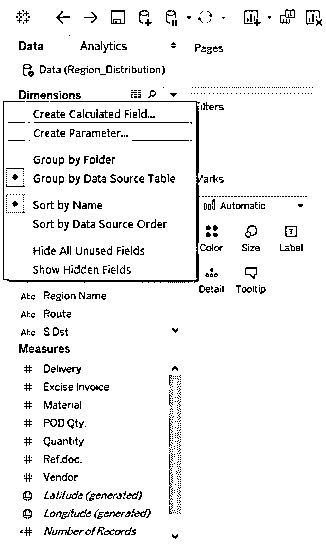 Data Analytics Pages
Data (Region_Distribution)
Dimensions
Filters
Create Calculated Field...
Create Parameter...
Group by Folder
Group by Data Source Table
Marks
Sort by Name
Automatic
Sort by Data Source Order
Color Size Label
Hide All Unused Fields
Show Hidden Fields
Detail Tooltip
Abc Region Name
Abc Route
Abc S Dst
Measures
# Delivery
# Excise Invoice
# Material
# POD Qty.
# Quantity
# Ref.doc.
# Vendor
Latitude (generated)
Longitude (generated)
=# Number of Records